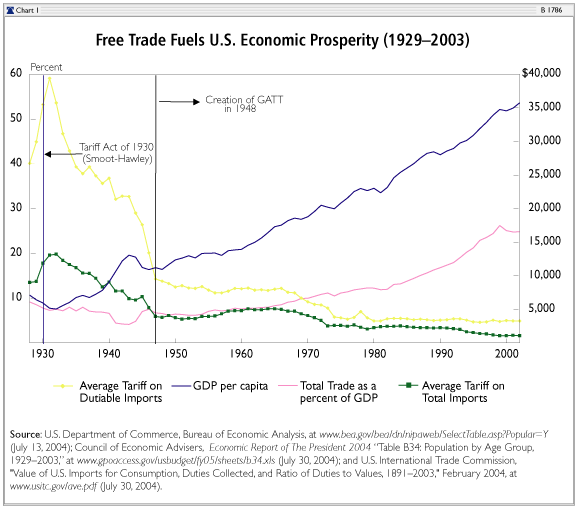 Chart 1 B 1786
Free Trade Fuels U.S. Economic Prosperity (1929–2003)
Percent
60 $40,000
50 35,000
40 30,000
30 25,000
20 20,000
10 15,000
10,000
5,000
Creation of GATT
in 1948
Tariff Act of 1930
(Smoot-Hawley)
1930 1940 1950 1960 1970 1980 1990 2000
Average Tariff on
Dutiable Imports
GDP per capita
Total Trade as a
percent of GDP
Average Tariff on
Total Imports
Source: U.S. Department of Commerce, Bureau of Economic Analysis, at www.bea.gov/bea/dn/nipaweb/SelectTable.asp?Popular=Y
(July 13, 2004); Council of Economic Advisers, Economic Report of The President 2004 “Table B34: Population by Age Group,
1929–2003,” at www.gpoaccess.gov/usbudget/fy05/sheets/b34.xls (July 30, 2004); and U.S. International Trade Commission,
"Value of U.S. Imports for Consumption, Duties Collected, and Ratio of Duties to Values, 1891–2003," February 2004, at
www.usitc.gov/ave.pdf (July 30, 2004).